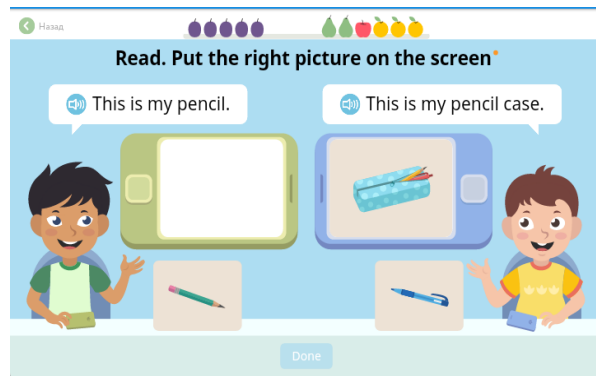 Назад
Read. Put the right picture on the screen*
This is my pencil.
This is my pencil case.
Done